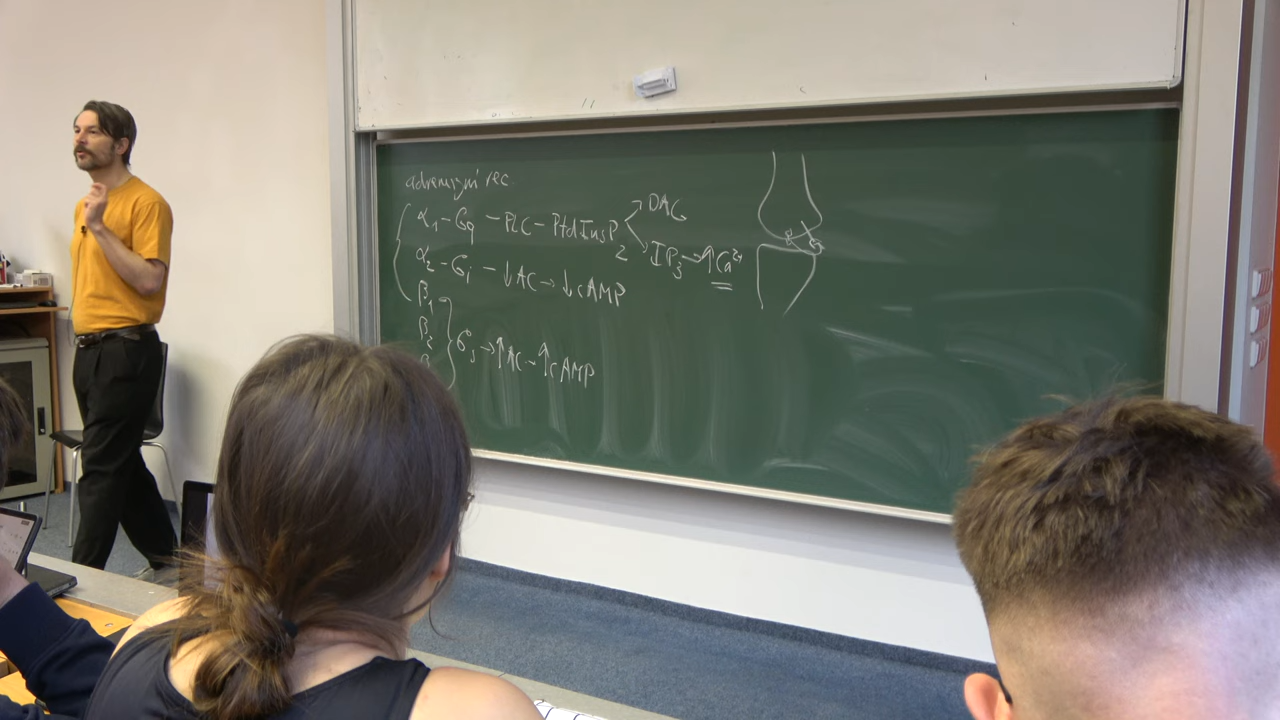 adrenergní rec.
α₁ - Gq - PLC - PtdInsP₂ → DAG
→ IP₃ → ↑Ca²⁺
α₂ - Gi - ↓AC → ↓cAMP
β₁
β₂ } Gs → ↑AC → ↑cAMP